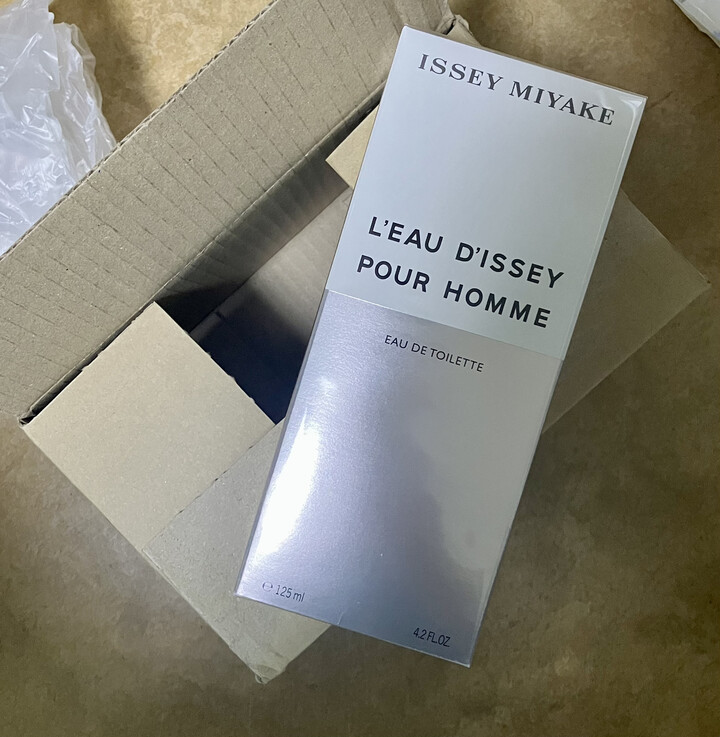 ISSEY MIYAKE
L'EAU D'ISSEY
POUR HOMME
EAU DE TOILETTE
℮ 125 ml
4.2 FL.OZ.